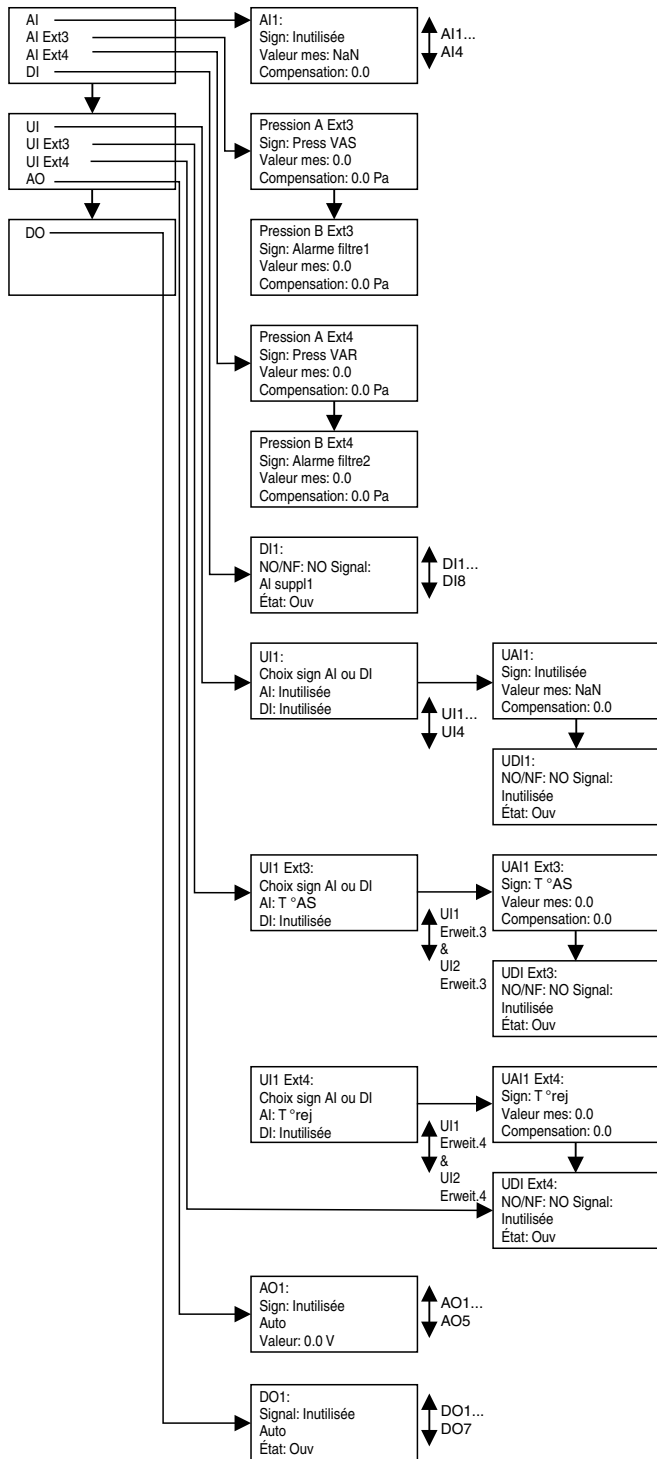 AI
AI Ext3
AI Ext4
DI
UI
UI Ext3
UI Ext4
AO
DO
AI1:
Sign: Inutilisée
Valeur mes: NaN
Compensation: 0.0
AI1...
AI4
Pression A Ext3
Sign: Press VAS
Valeur mes: 0.0
Compensation: 0.0 Pa
Pression B Ext3
Sign: Alarme filtre1
Valeur mes: 0.0
Compensation: 0.0 Pa
Pression A Ext4
Sign: Press VAR
Valeur mes: 0.0
Compensation: 0.0 Pa
Pression B Ext4
Sign: Alarme filtre2
Valeur mes: 0.0
Compensation: 0.0 Pa
DI1:
NO/NF: NO Signal:
AI suppl1
État: Ouv
DI1...
DI8
UI1:
Choix sign AI ou DI
AI: Inutilisée
DI: Inutilisée
UI1...
UI4
UAI1:
Sign: Inutilisée
Valeur mes: NaN
Compensation: 0.0
UDI1:
NO/NF: NO Signal:
Inutilisée
État: Ouv
UI1 Ext3:
Choix sign AI ou DI
AI: T °AS
DI: Inutilisée
UI1
Erweit.3
&
UI2
Erweit.3
UAI1 Ext3:
Sign: T °AS
Valeur mes: 0.0
Compensation: 0.0
UDI Ext3:
NO/NF: NO Signal:
Inutilisée
État: Ouv
UI1 Ext4:
Choix sign AI ou DI
AI: T °rej
DI: Inutilisée
UI1
Erweit.4
&
UI2
Erweit.4
UAI1 Ext4:
Sign: T °rej
Valeur mes: 0.0
Compensation: 0.0
UDI Ext4:
NO/NF: NO Signal:
Inutilisée
État: Ouv
AO1:
Sign: Inutilisée
Auto
Valeur: 0.0 V
AO1...
AO5
DO1:
Signal: Inutilisée
Auto
État: Ouv
DO1...
DO7